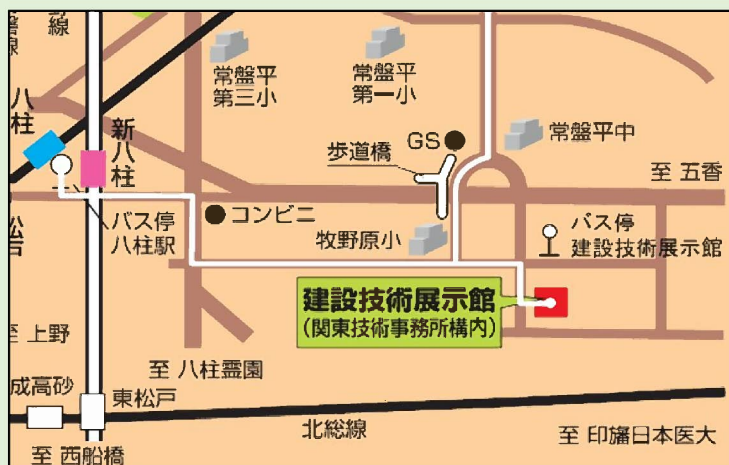 野線
常盤平
第三小
常盤平
第一小
八柱
新八柱
GS
常盤平中
歩道橋
至 五香
バス停
八柱駅
コンビニ
牧野原小
バス停
建設技術展示館
建設技術展示館
(関東技術事務所構内)
至 上野
至 八柱霊園
成高砂
東松戸
北総線
至 印旛日本医大
至 西船橋